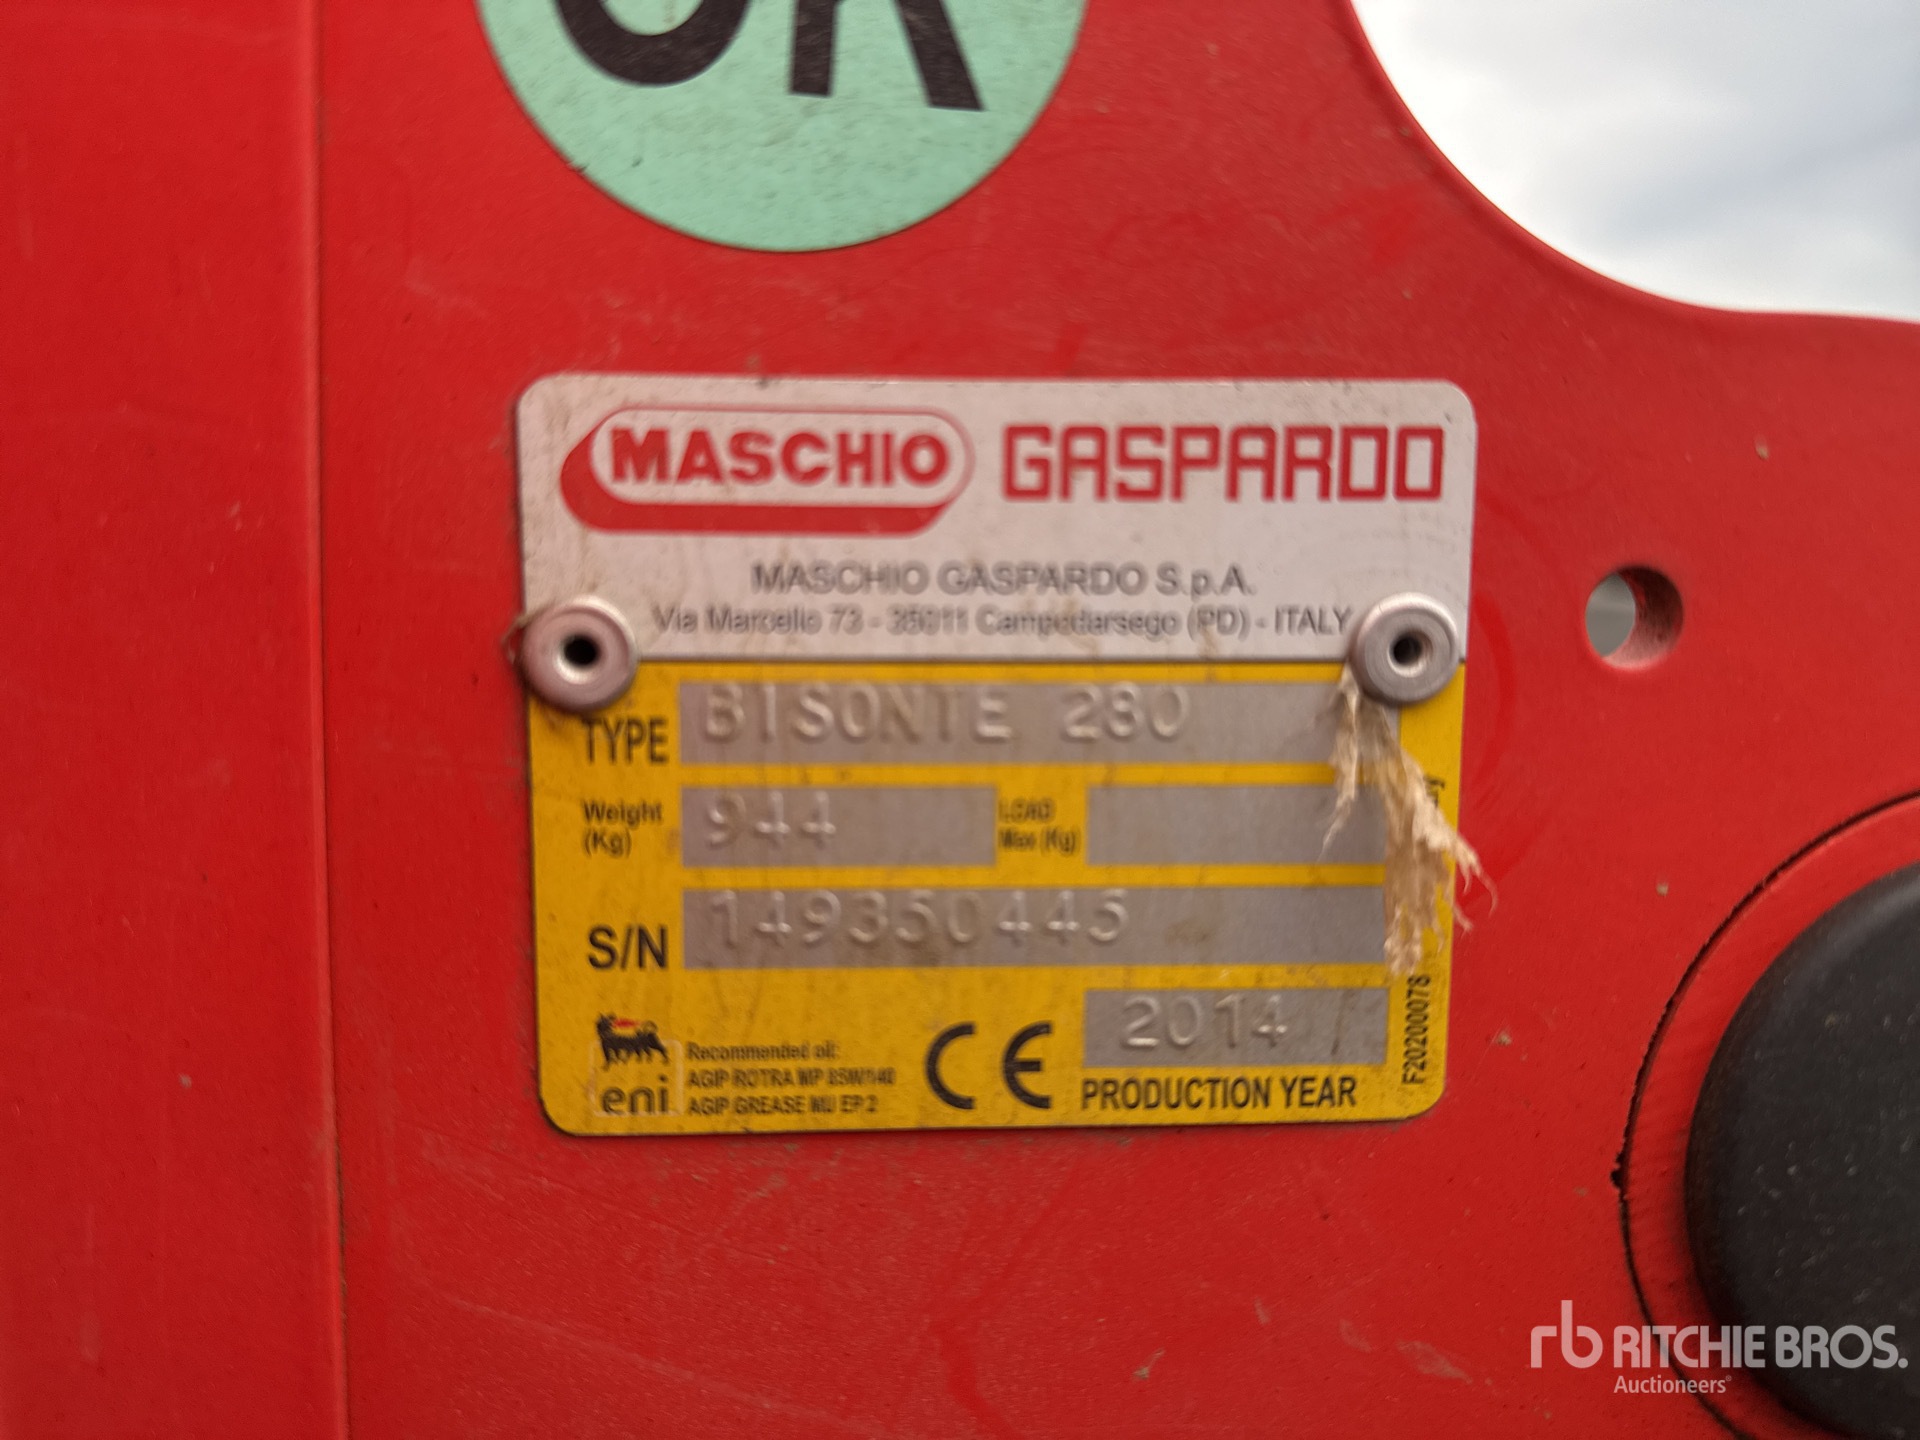 OK
MASCHIO GASPARDO
MASCHIO GASPARDO S.p.A.
Via Marcello 73 - 35011 Campodarsego (PD) - ITALY
TYPE BISONTE 280
Weight (Kg) 944 LOAD Max (Kg)
S/N 149350445
2014
eni Recommended oil:
AGIP ROTRA MP 85W/140
AGIP GREASE MU EP 2
CE PRODUCTION YEAR
F20200078
rb RITCHIE BROS.
Auctioneers